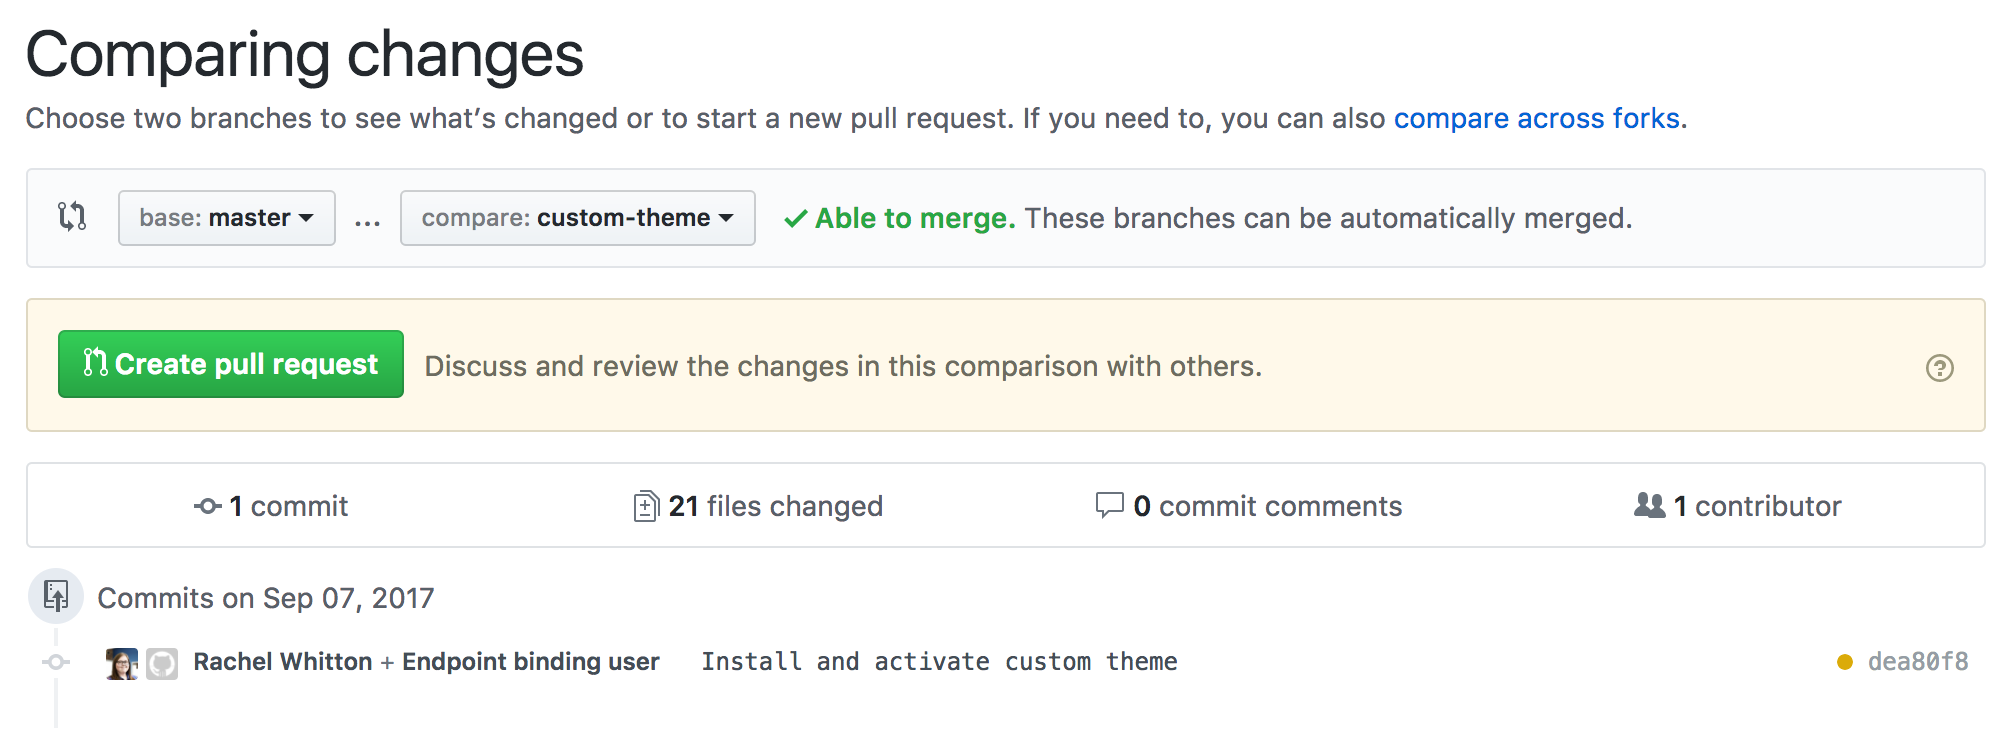 Comparing changes
Choose two branches to see what’s changed or to start a new pull request. If you need to, you can also compare across forks.
base: master ... compare: custom-theme Able to merge. These branches can be automatically merged.
Create pull request Discuss and review the changes in this comparison with others.
1 commit 21 files changed 0 commit comments 1 contributor
Commits on Sep 07, 2017
Rachel Whitton + Endpoint binding user Install and activate custom theme dea80f8